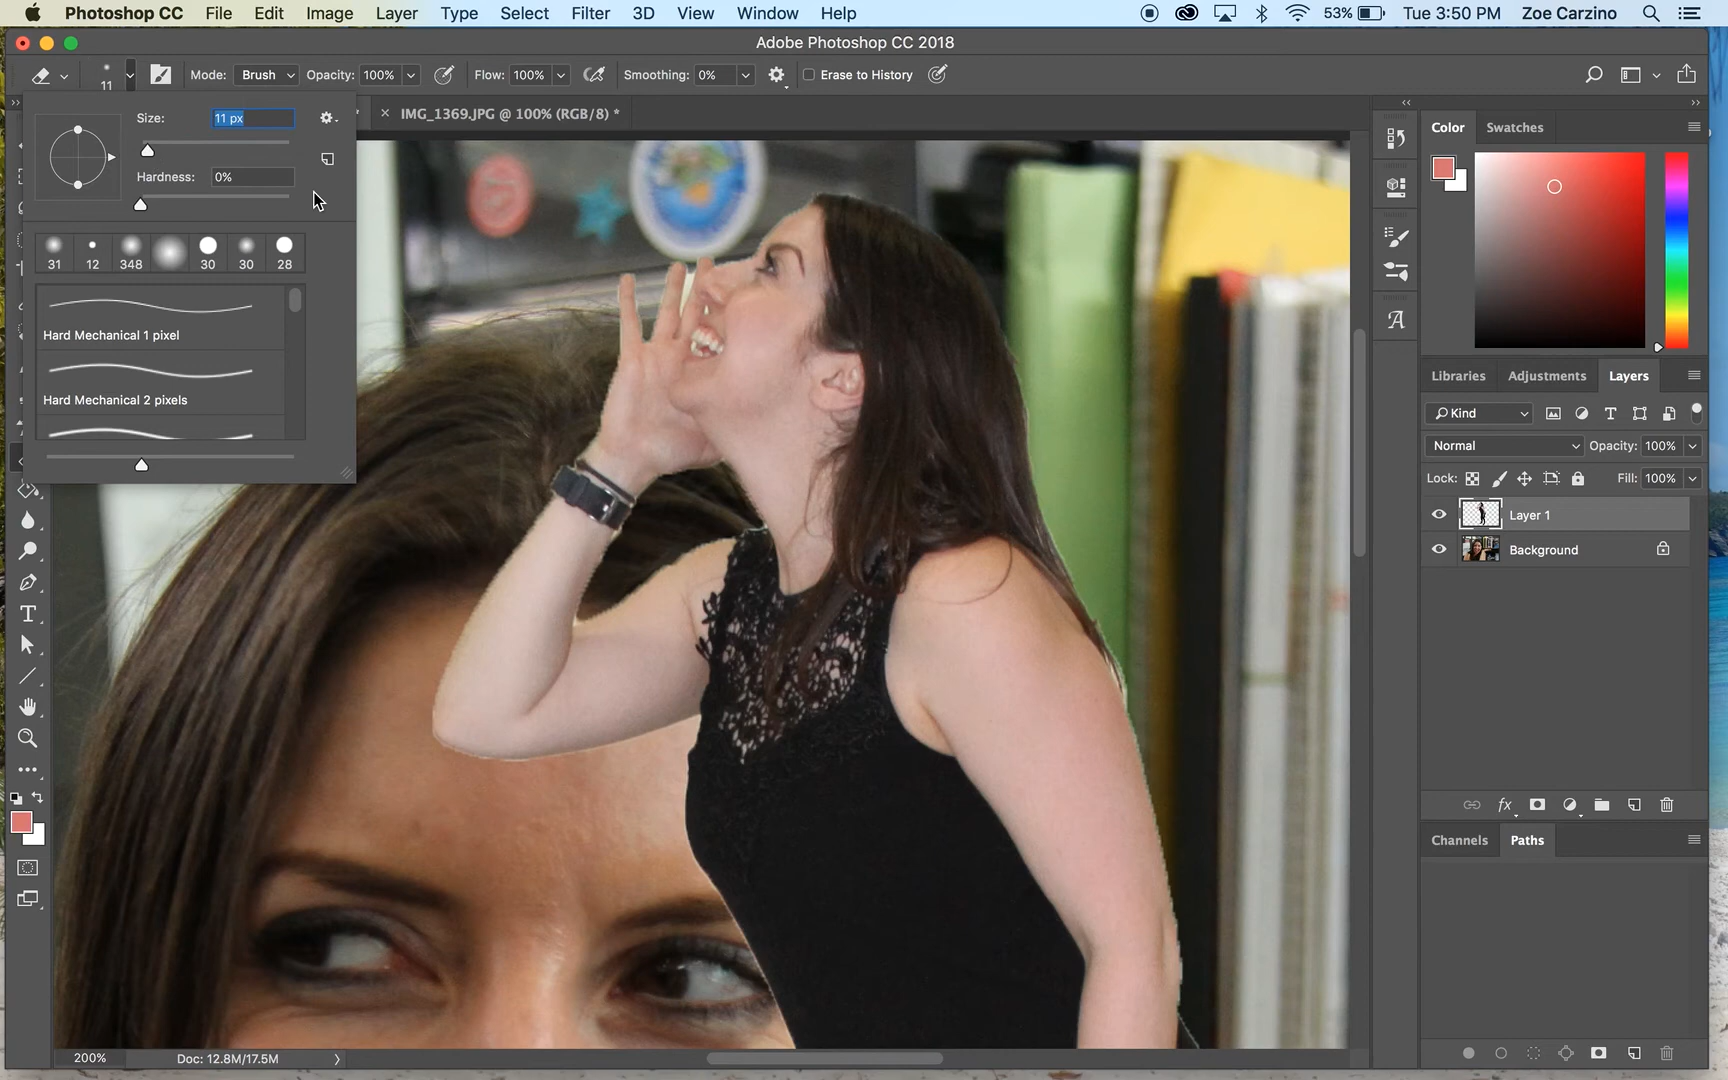 Photoshop CC File Edit Image Layer Type Select Filter 3D View Window Help 53% Tue 3:50 PM Zoe Carzino
Adobe Photoshop CC 2018
11 Mode: Brush Opacity: 100% Flow: 100% Smoothing: 0% Erase to History
Size: 11 px
Hardness: 0%
31 12 348 30 30 28
Hard Mechanical 1 pixel
Hard Mechanical 2 pixels
* × IMG_1369.JPG @ 100% (RGB/8) *
Color Swatches
Libraries Adjustments Layers
Kind
Normal Opacity: 100%
Lock: Fill: 100%
Layer 1
Background
fx
Channels Paths
200% Doc: 12.8M/17.5M